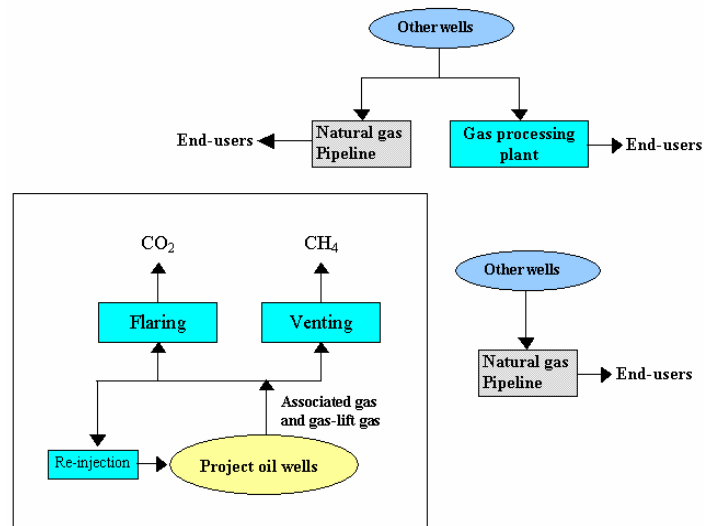 Other wells
End-users
Natural gas
Pipeline
Gas processing
plant
End-users
CO₂
CH₄
Flaring
Venting
Associated gas
and gas-lift gas
Re-injection
Project oil wells
Other wells
Natural gas
Pipeline
End-users